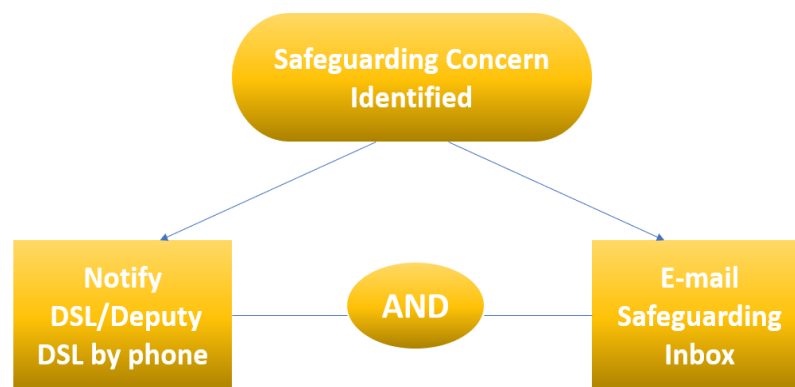 Safeguarding Concern
Identified
Notify
DSL/Deputy
DSL by phone
AND
E-mail
Safeguarding
Inbox